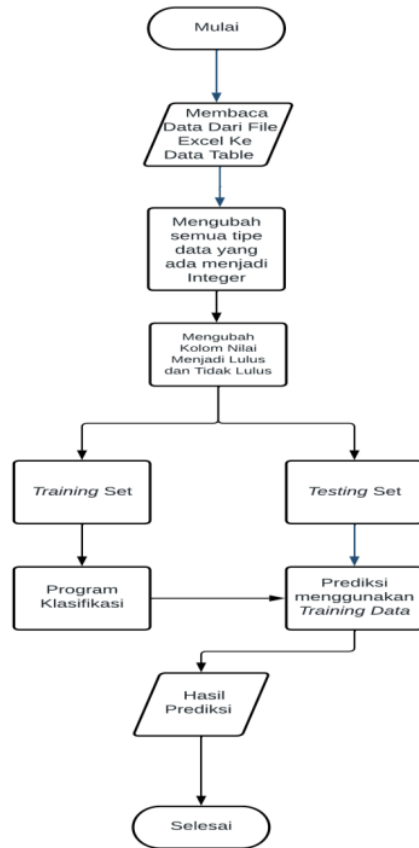 Mulai
Membaca
Data Dari File
Excel Ke
Data Table
Mengubah
semua tipe
data yang
ada menjadi
Integer
Mengubah
Kolom Nilai
Menjadi Lulus
dan Tidak Lulus
Training Set
Testing Set
Program
Klasifikasi
Prediksi
menggunakan
Training Data
Hasil
Prediksi
Selesai